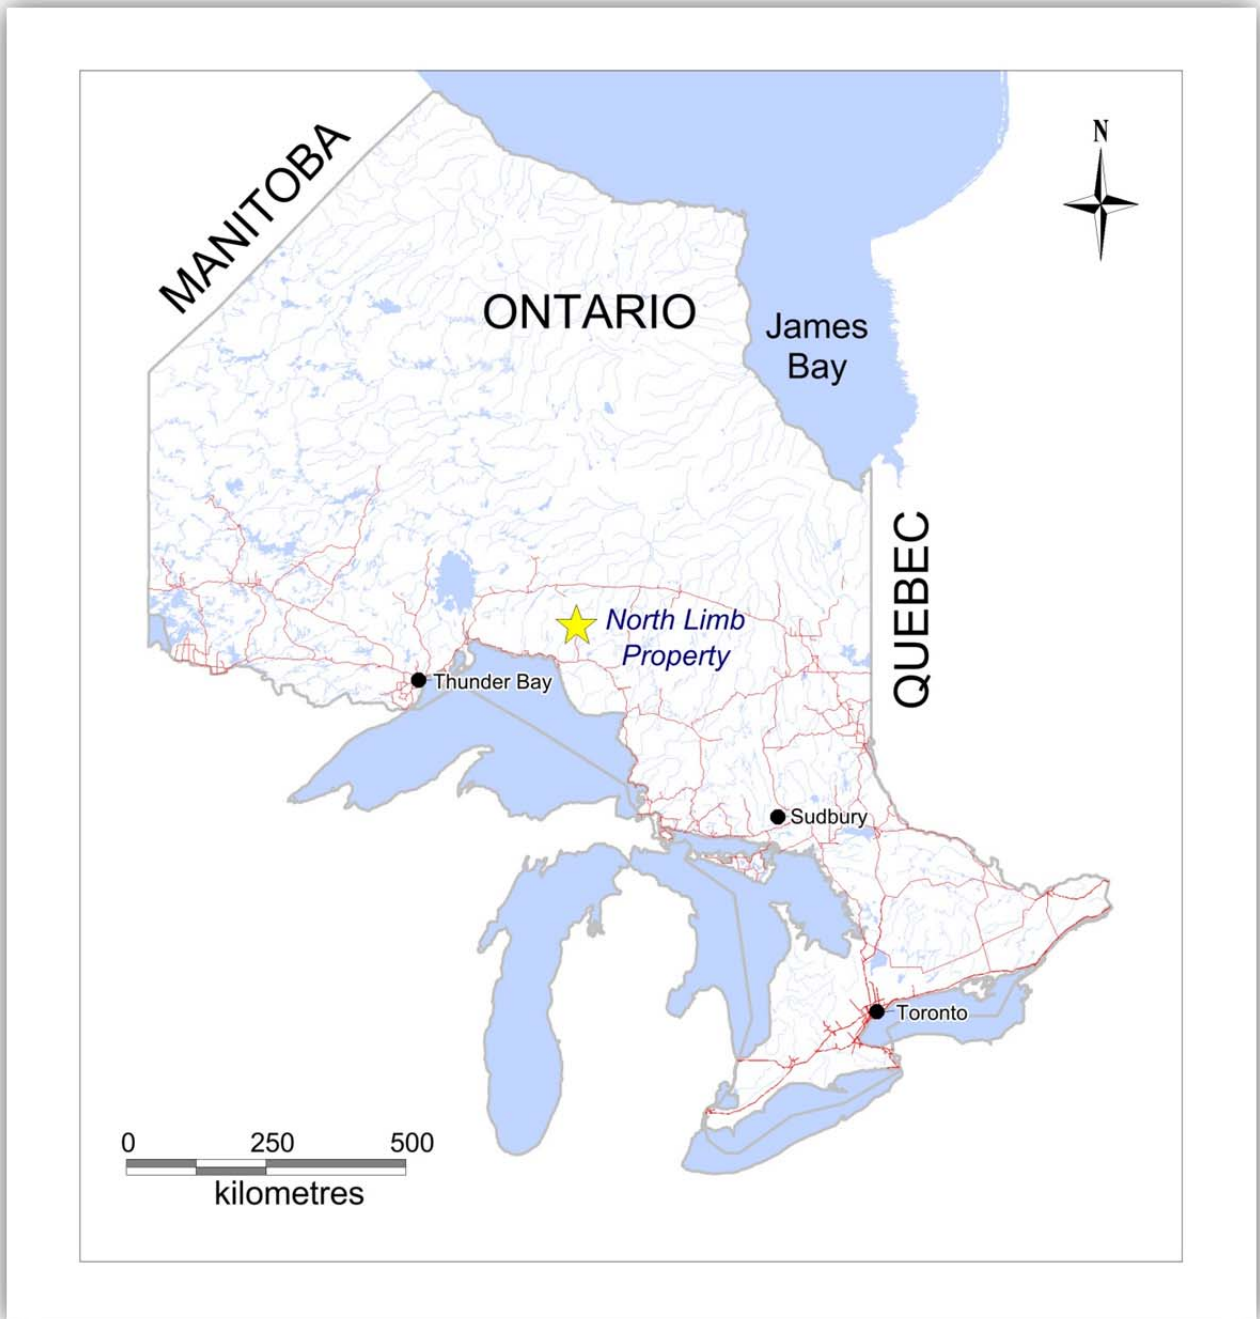 MANITOBA
N
ONTARIO
James
Bay
QUEBEC
North Limb
Property
Thunder Bay
Sudbury
Toronto
0 250 500
kilometres